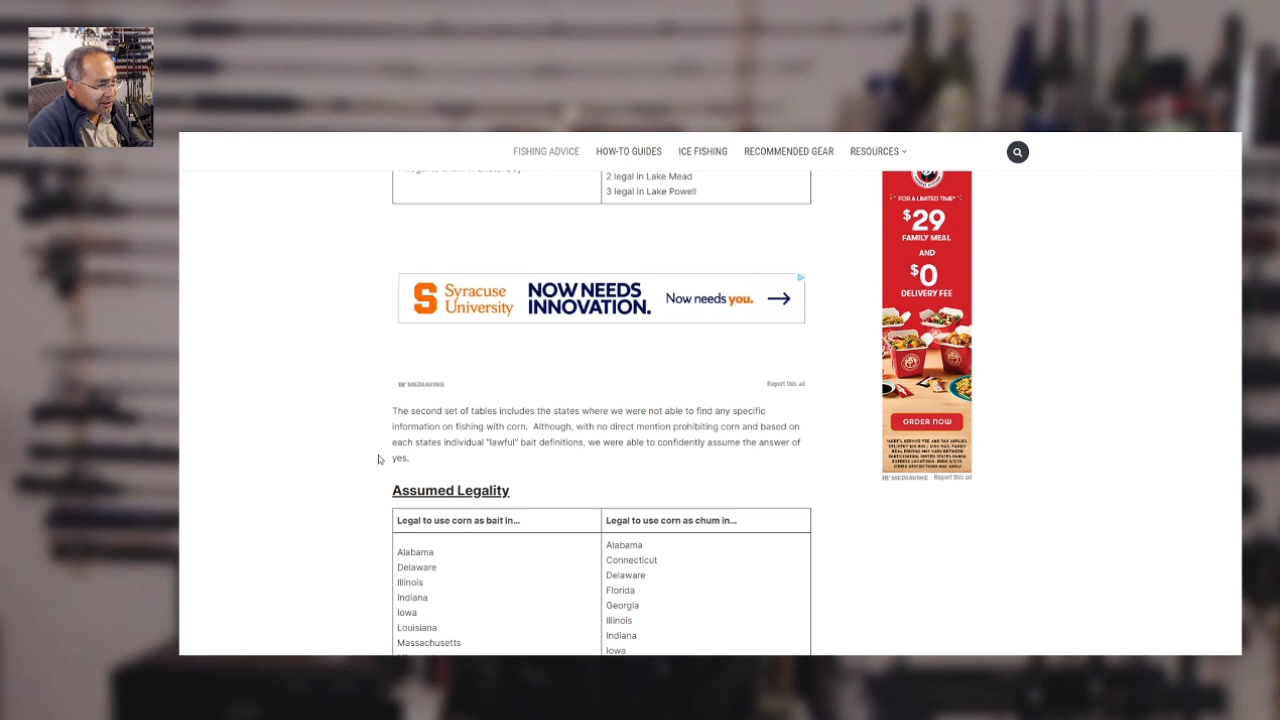 FISHING ADVICE HOW-TO GUIDES ICE FISHING RECOMMENDED GEAR RESOURCES
2 legal in Lake Mead
3 legal in Lake Powell
Syracuse University
NOW NEEDS INNOVATION.
Now needs you.
MEDIAVINE
Report this ad
The second set of tables includes the states where we were not able to find any specific
information on fishing with corn. Although, with no direct mention prohibiting corn and based on
each states individual "lawful" bait definitions, we were able to confidently assume the answer of
yes.
Assumed Legality
Legal to use corn as bait in... Legal to use corn as chum in...
Alabama
Delaware
Illinois
Indiana
Iowa
Louisiana
Massachusetts
Alabama
Connecticut
Delaware
Florida
Georgia
Illinois
Indiana
Iowa
FOR A LIMITED TIME*
$29
FAMILY MEAL
AND
$0
DELIVERY FEE
ORDER NOW
MEDIAVINE Report this ad